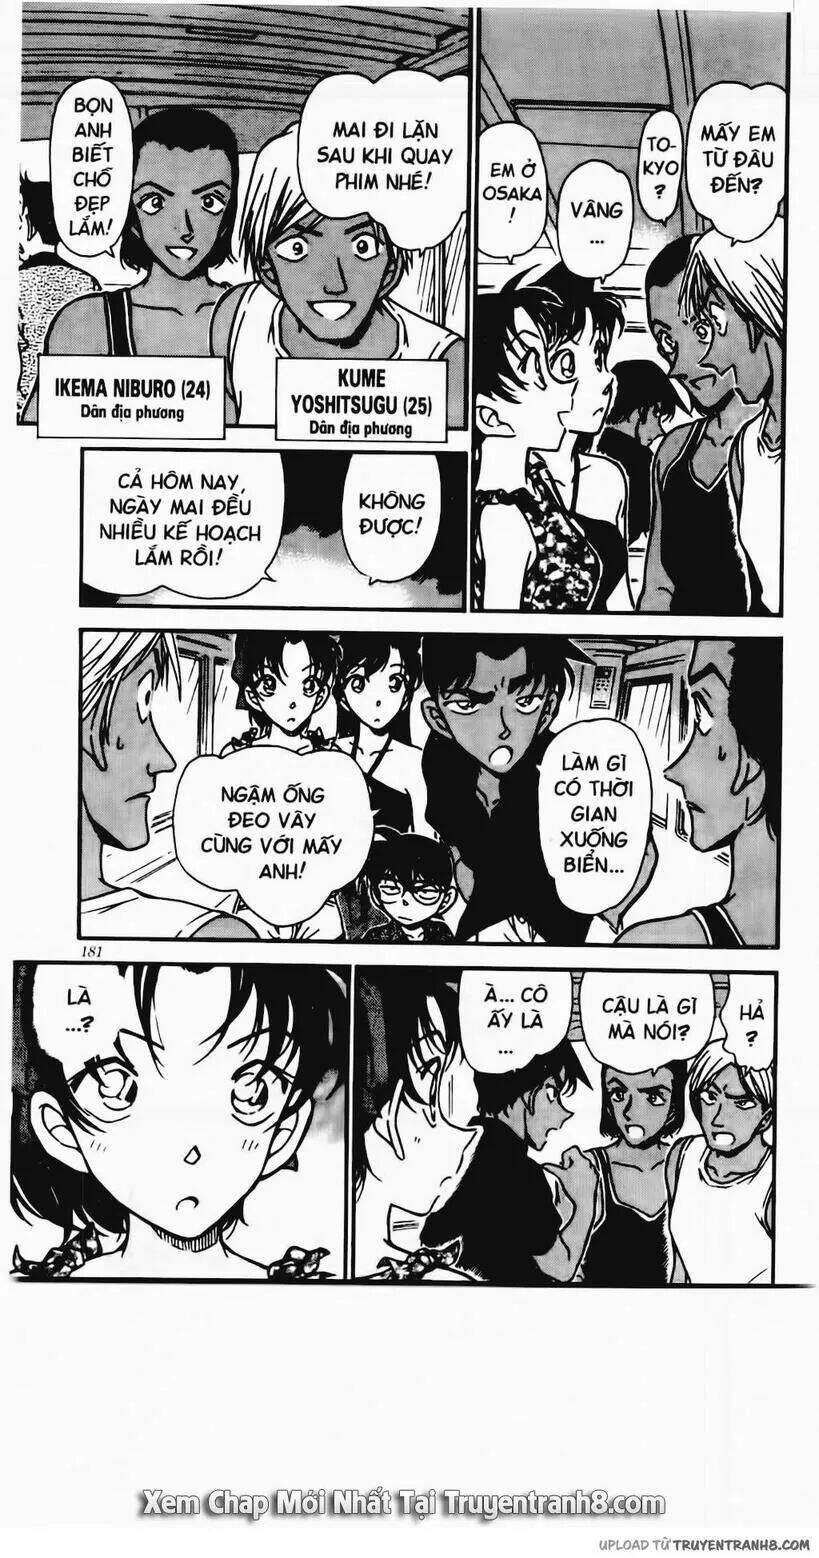 MẤY EM
TỪ ĐÂU
ĐẾN?
TO-
KYO
?
VÂNG
...
EM Ở
OSAKA
!
MAI ĐI LẶN
SAU KHI QUAY
PHIM NHÉ!
BỌN
ANH
BIẾT
CHỖ
ĐẸP
LẮM!
KUME
YOSHITSUGU (25)
Dân địa phương
IKEMA NIBURO (24)
Dân địa phương
KHÔNG
ĐƯỢC!
CẢ HÔM NAY,
NGÀY MAI ĐỀU
NHIỀU KẾ HOẠCH
LẮM RỒI!
LÀM GÌ
CÓ THỜI
GIAN
XUỐNG
BIỂN...
NGẬM ỐNG
ĐEO VÂY
CÙNG VỚI MẤY
ANH!
181
HẢ
?
CẬU LÀ GÌ
MÀ NÓI?
À... CÔ
ẤY LÀ
...
LÀ
...?
Xem Chap Mới Nhất Tại Truyentranh8.com
UPLOAD TỪ TRUYENTRANH8.COM